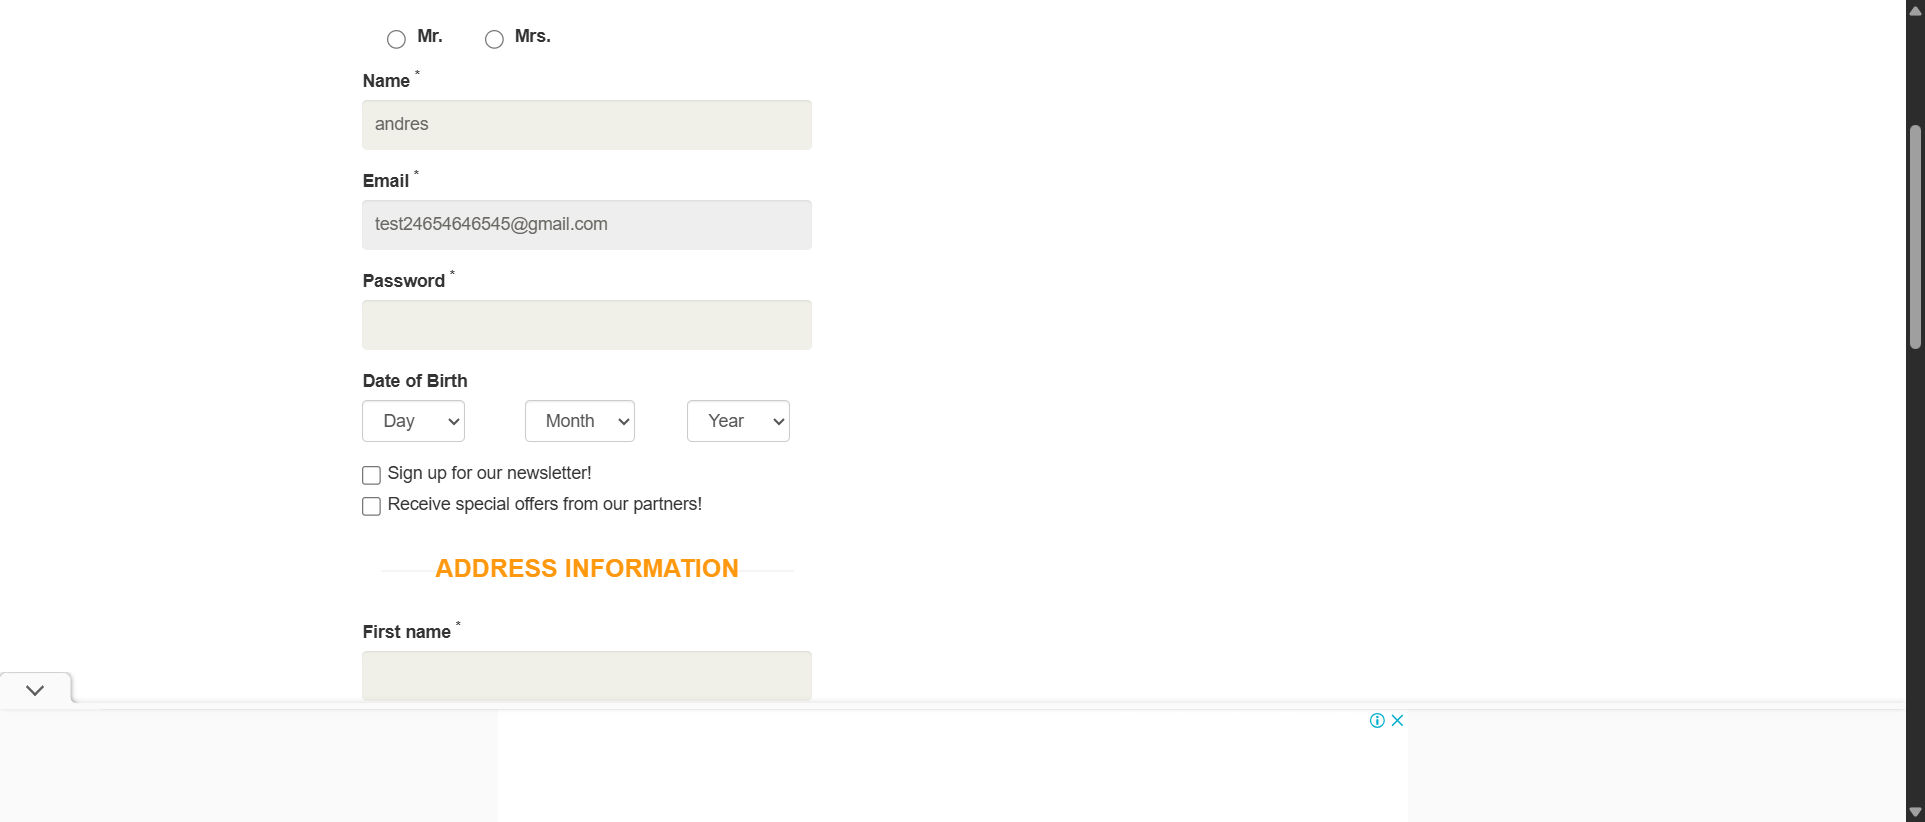 Mr. Mrs.
Name *
andres
Email *
test24654646545@gmail.com
Password *
Date of Birth
Day Month Year
Sign up for our newsletter!
Receive special offers from our partners!
ADDRESS INFORMATION
First name *